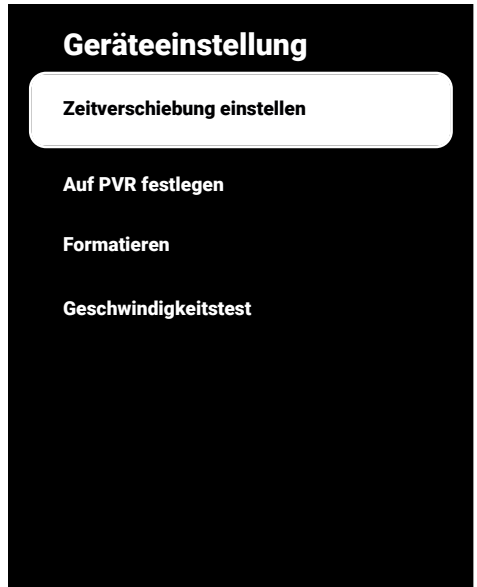 Geräteeinstellung
Zeitverschiebung einstellen
Auf PVR festlegen
Formatieren
Geschwindigkeitstest